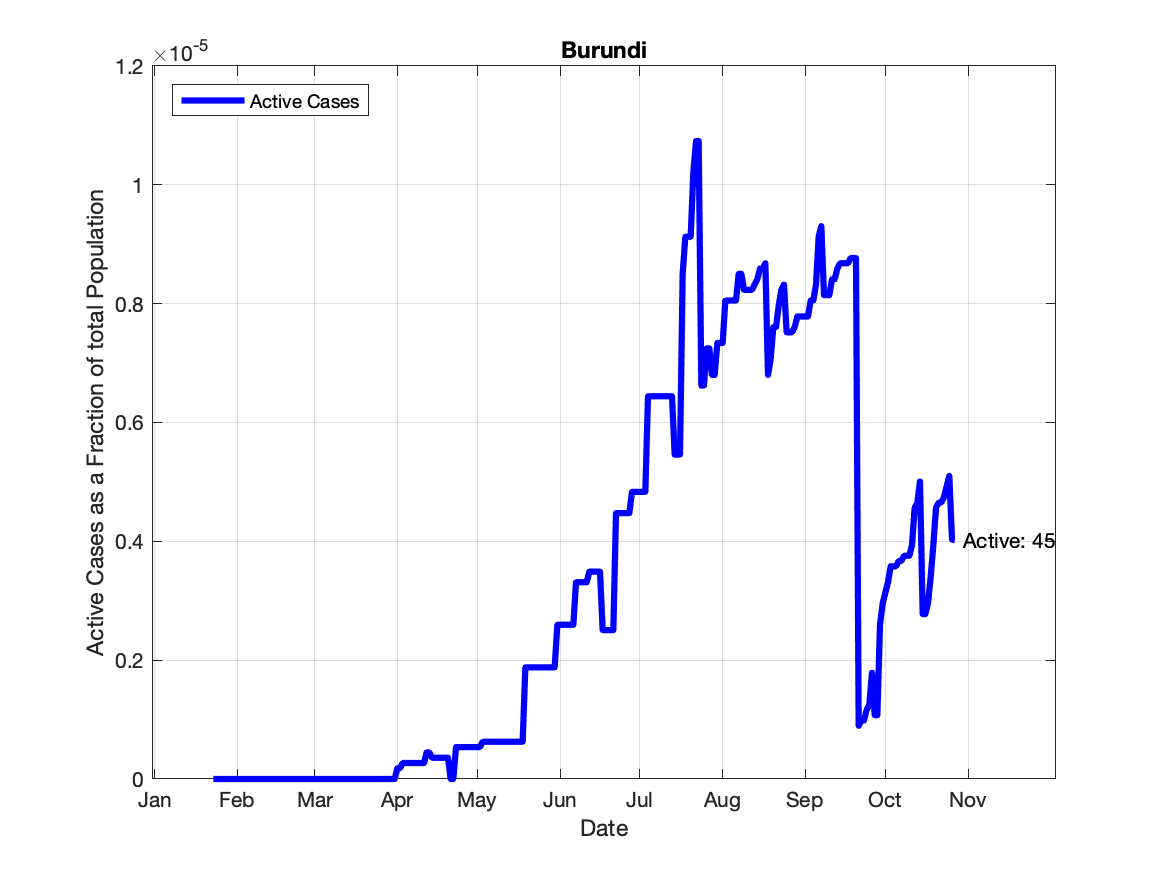 Burundi
×10-5
1.2
1
0.8
0.6
0.4
0.2
0
Active Cases as a Fraction of total Population
Active Cases
Active: 45
Jan Feb Mar Apr May Jun Jul Aug Sep Oct Nov
Date